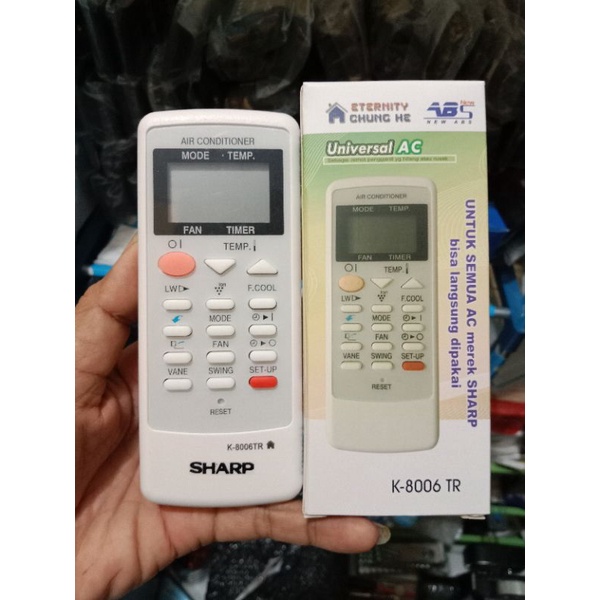 AIR CONDITIONER
MODE TEMP.
FAN TIMER
TEMP.
F.COOL
MODE
FAN
VANE SWING SET-UP
RESET
K-8006TR
SHARP
ETERNITY
CHUNG HE
ABS
NEW ABS
Universal AC
AIR CONDITIONER
MODE TEMP.
FAN TIMER
TEMP.
F.COOL
MODE
FAN
VANE SWING SET-UP
RESET
UNTUK SEMUA AC merek SHARP
bisa langsung dipakai
K-8006 TR